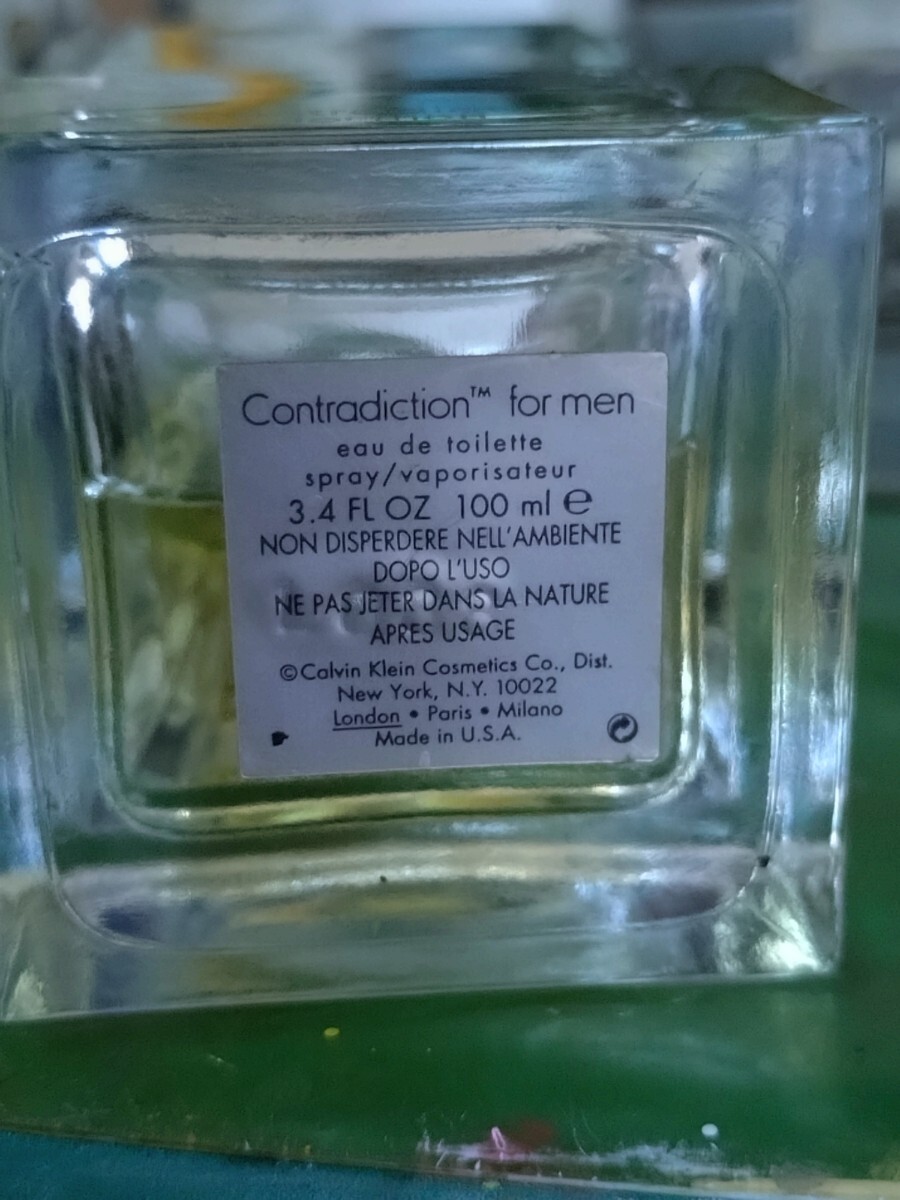 Contradiction™ for men
eau de toilette
spray/vaporisateur
3.4 FL OZ 100 ml ℮
NON DISPERDERE NELL'AMBIENTE
DOPO L'USO
NE PAS JETER DANS LA NATURE
APRES USAGE
©Calvin Klein Cosmetics Co., Dist.
New York, N.Y. 10022
London • Paris • Milano
Made in U.S.A.